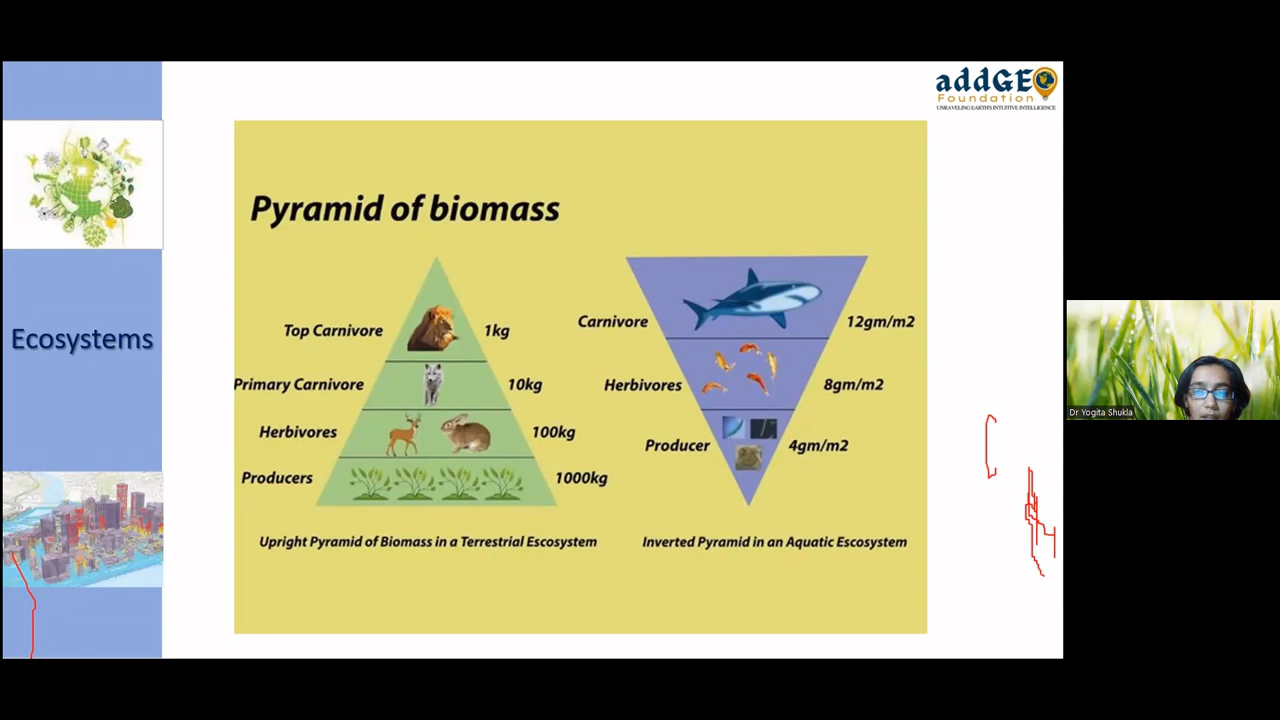 addGEO
Foundation
UNRAVELING EARTH'S INTUITIVE INTELLIGENCE
Ecosystems
Pyramid of biomass
Top Carnivore 1kg
Primary Carnivore 10kg
Herbivores 100kg
Producers 1000kg
Upright Pyramid of Biomass in a Terrestrial Ecosystem
Carnivore 12gm/m2
Herbivores 8gm/m2
Producer 4gm/m2
Inverted Pyramid in an Aquatic Ecosystem
Dr Yogita Shukla